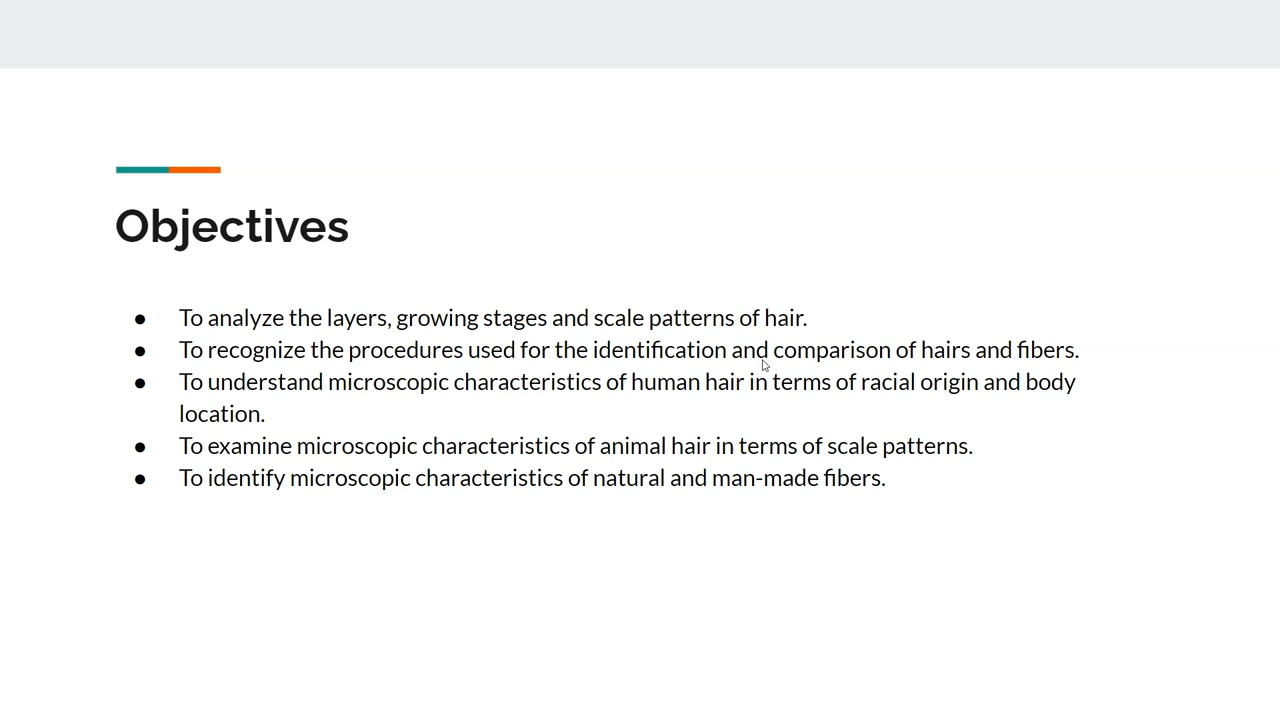 Objectives
● To analyze the layers, growing stages and scale patterns of hair.
● To recognize the procedures used for the identification and comparison of hairs and fibers.
● To understand microscopic characteristics of human hair in terms of racial origin and body
location.
● To examine microscopic characteristics of animal hair in terms of scale patterns.
● To identify microscopic characteristics of natural and man-made fibers.